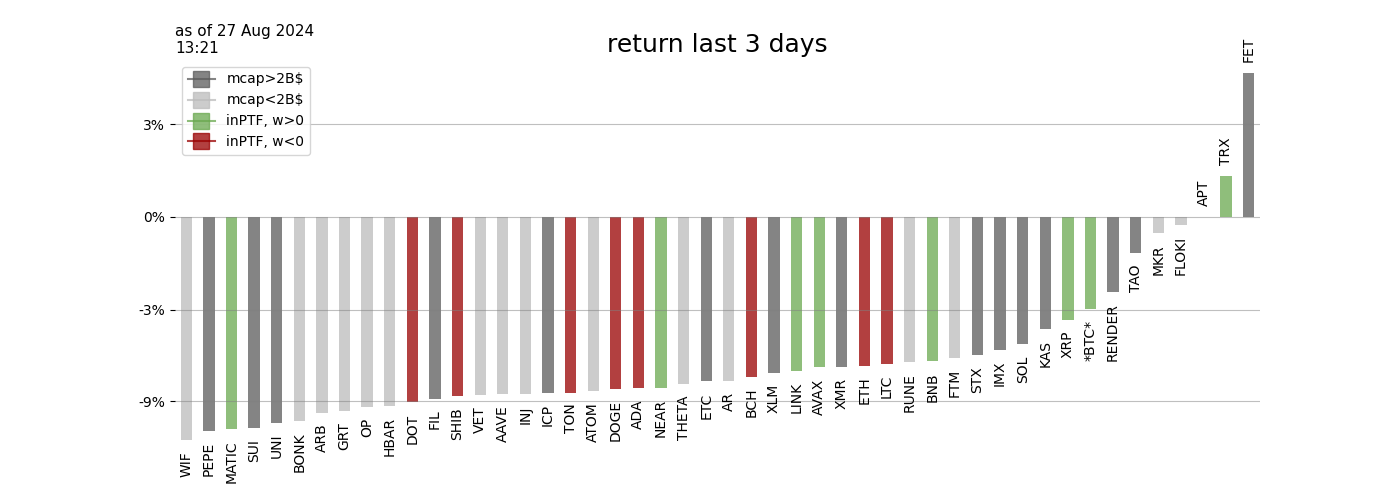 as of 27 Aug 2024
13:21
return last 3 days
mcap>2B$
mcap<2B$
inPTF, w>0
inPTF, w<0
3%
0%
-3%
-9%
WIF
PEPE
MATIC
SUI
UNI
BONK
ARB
GRT
OP
HBAR
DOT
FIL
SHIB
VET
AAVE
INJ
ICP
TON
ATOM
DOGE
ADA
NEAR
THETA
ETC
AR
BCH
XLM
LINK
AVAX
XMR
ETH
LTC
RUNE
BNB
FTM
STX
IMX
SOL
KAS
XRP
*BTC*
RENDER
TAO
MKR
FLOKI
APT
TRX
FET